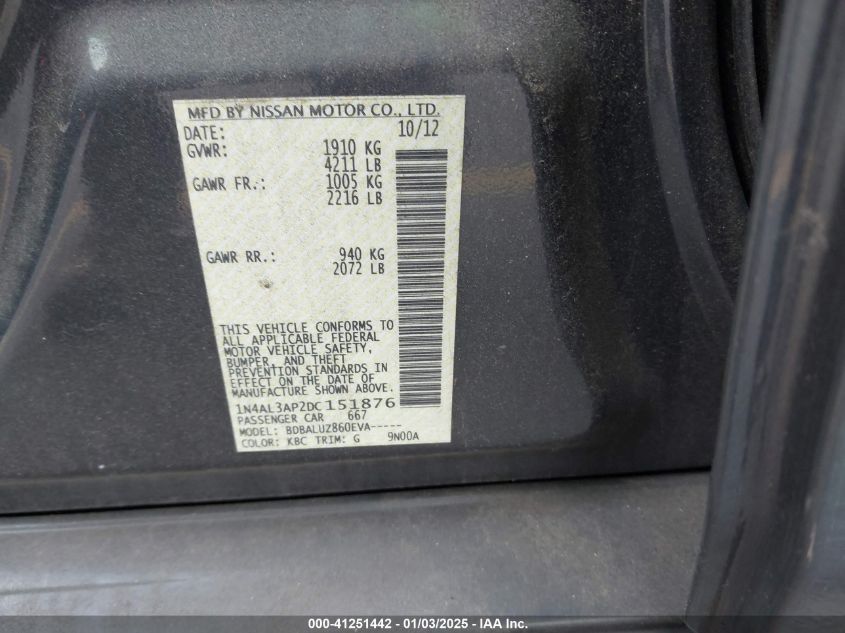 MFD BY NISSAN MOTOR CO., LTD.
DATE: 10/12
GVWR: 1910 KG
4211 LB
GAWR FR.: 1005 KG
2216 LB
GAWR RR.: 940 KG
2072 LB
THIS VEHICLE CONFORMS TO
ALL APPLICABLE FEDERAL
MOTOR VEHICLE SAFETY,
BUMPER, AND THEFT
PREVENTION STANDARDS IN
EFFECT ON THE DATE OF
MANUFACTURE SHOWN ABOVE.
1N4AL3AP2DC151876
PASSENGER CAR 667
MODEL: BDBALUZ860EVA-----
COLOR: KBC TRIM: G 9N00A
000-41251442 - 01/03/2025 - IAAI.COM